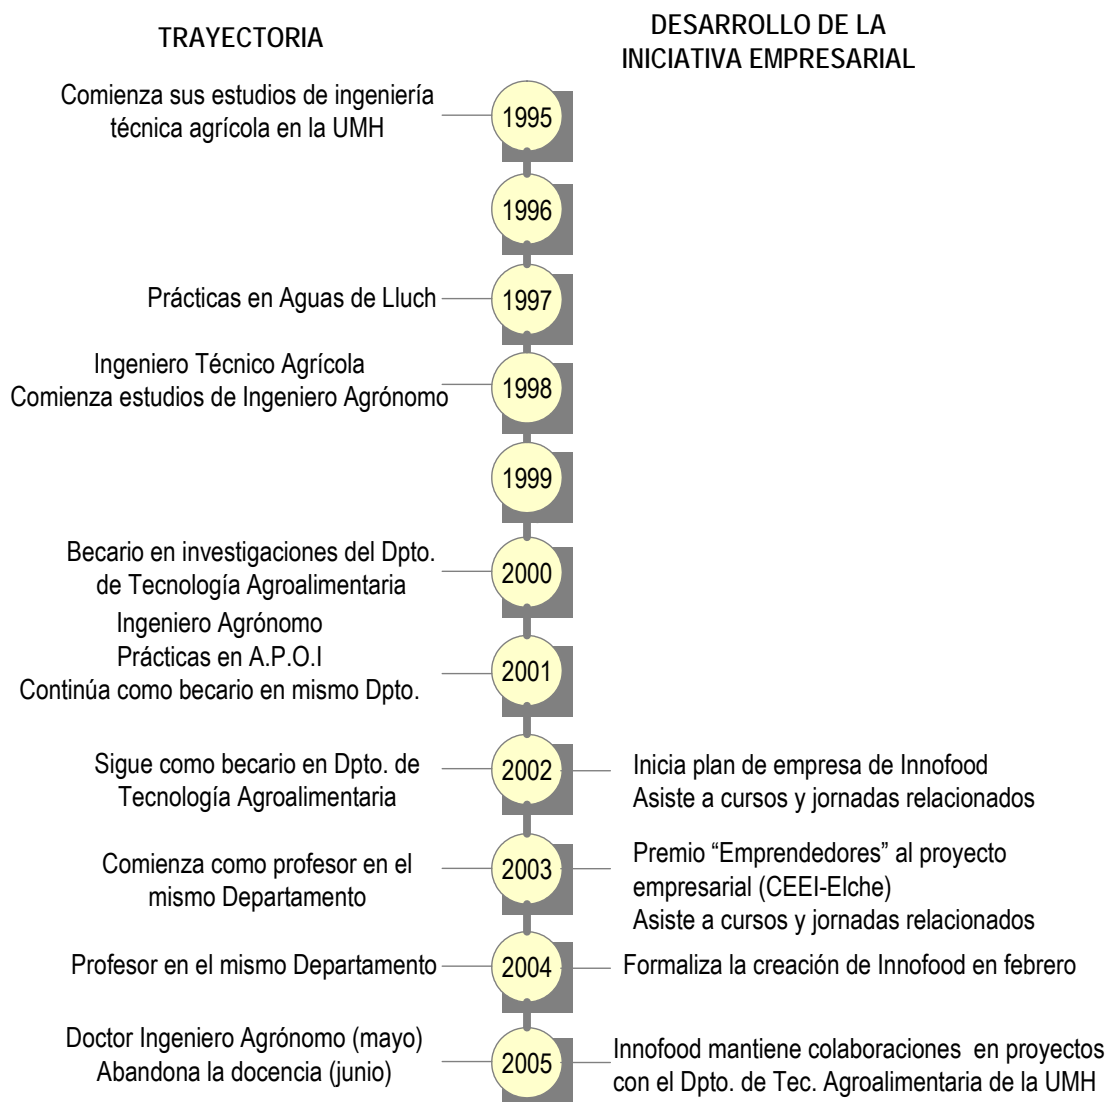 TRAYECTORIA
DESARROLLO DE LA
INICIATIVA EMPRESARIAL
Comienza sus estudios de ingeniería
técnica agrícola en la UMH
1995
1996
Prácticas en Aguas de Lluch
1997
Ingeniero Técnico Agrícola
Comienza estudios de Ingeniero Agrónomo
1998
1999
Becario en investigaciones del Dpto.
de Tecnología Agroalimentaria
2000
Ingeniero Agrónomo
Prácticas en A.P.O.I
Continúa como becario en mismo Dpto.
2001
Sigue como becario en Dpto. de
Tecnología Agroalimentaria
2002
Inicia plan de empresa de Innofood
Asiste a cursos y jornadas relacionados
Comienza como profesor en el
mismo Departamento
2003
Premio “Emprendedores” al proyecto
empresarial (CEEI-Elche)
Asiste a cursos y jornadas relacionados
Profesor en el mismo Departamento
2004
Formaliza la creación de Innofood en febrero
Doctor Ingeniero Agrónomo (mayo)
Abandona la docencia (junio)
2005
Innofood mantiene colaboraciones en proyectos
con el Dpto. de Tec. Agroalimentaria de la UMH